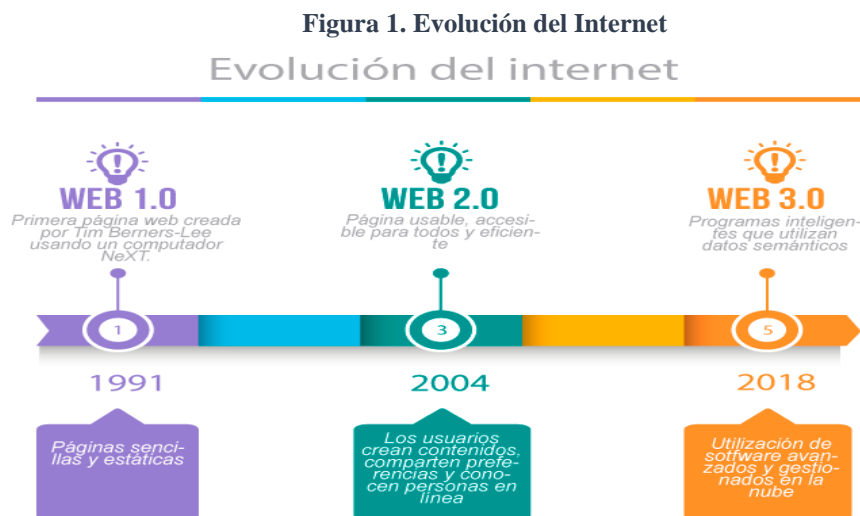 Figura 1. Evolución del Internet
Evolución del internet
WEB 1.0
Primera página web creada
por Tim Berners-Lee
usando un computador
NeXT.
WEB 2.0
Página usable, accesi-
ble para todos y eficien-
te
WEB 3.0
Programas inteligen-
tes que utilizan
datos semánticos
1
3
5
1991
2004
2018
Páginas senci-
llas y estáticas
Los usuarios
crean contenidos,
comparten prefe-
rencias y cono-
cen personas en
línea
Utilización de
sotfware avan-
zados y gestio-
nados en la
nube